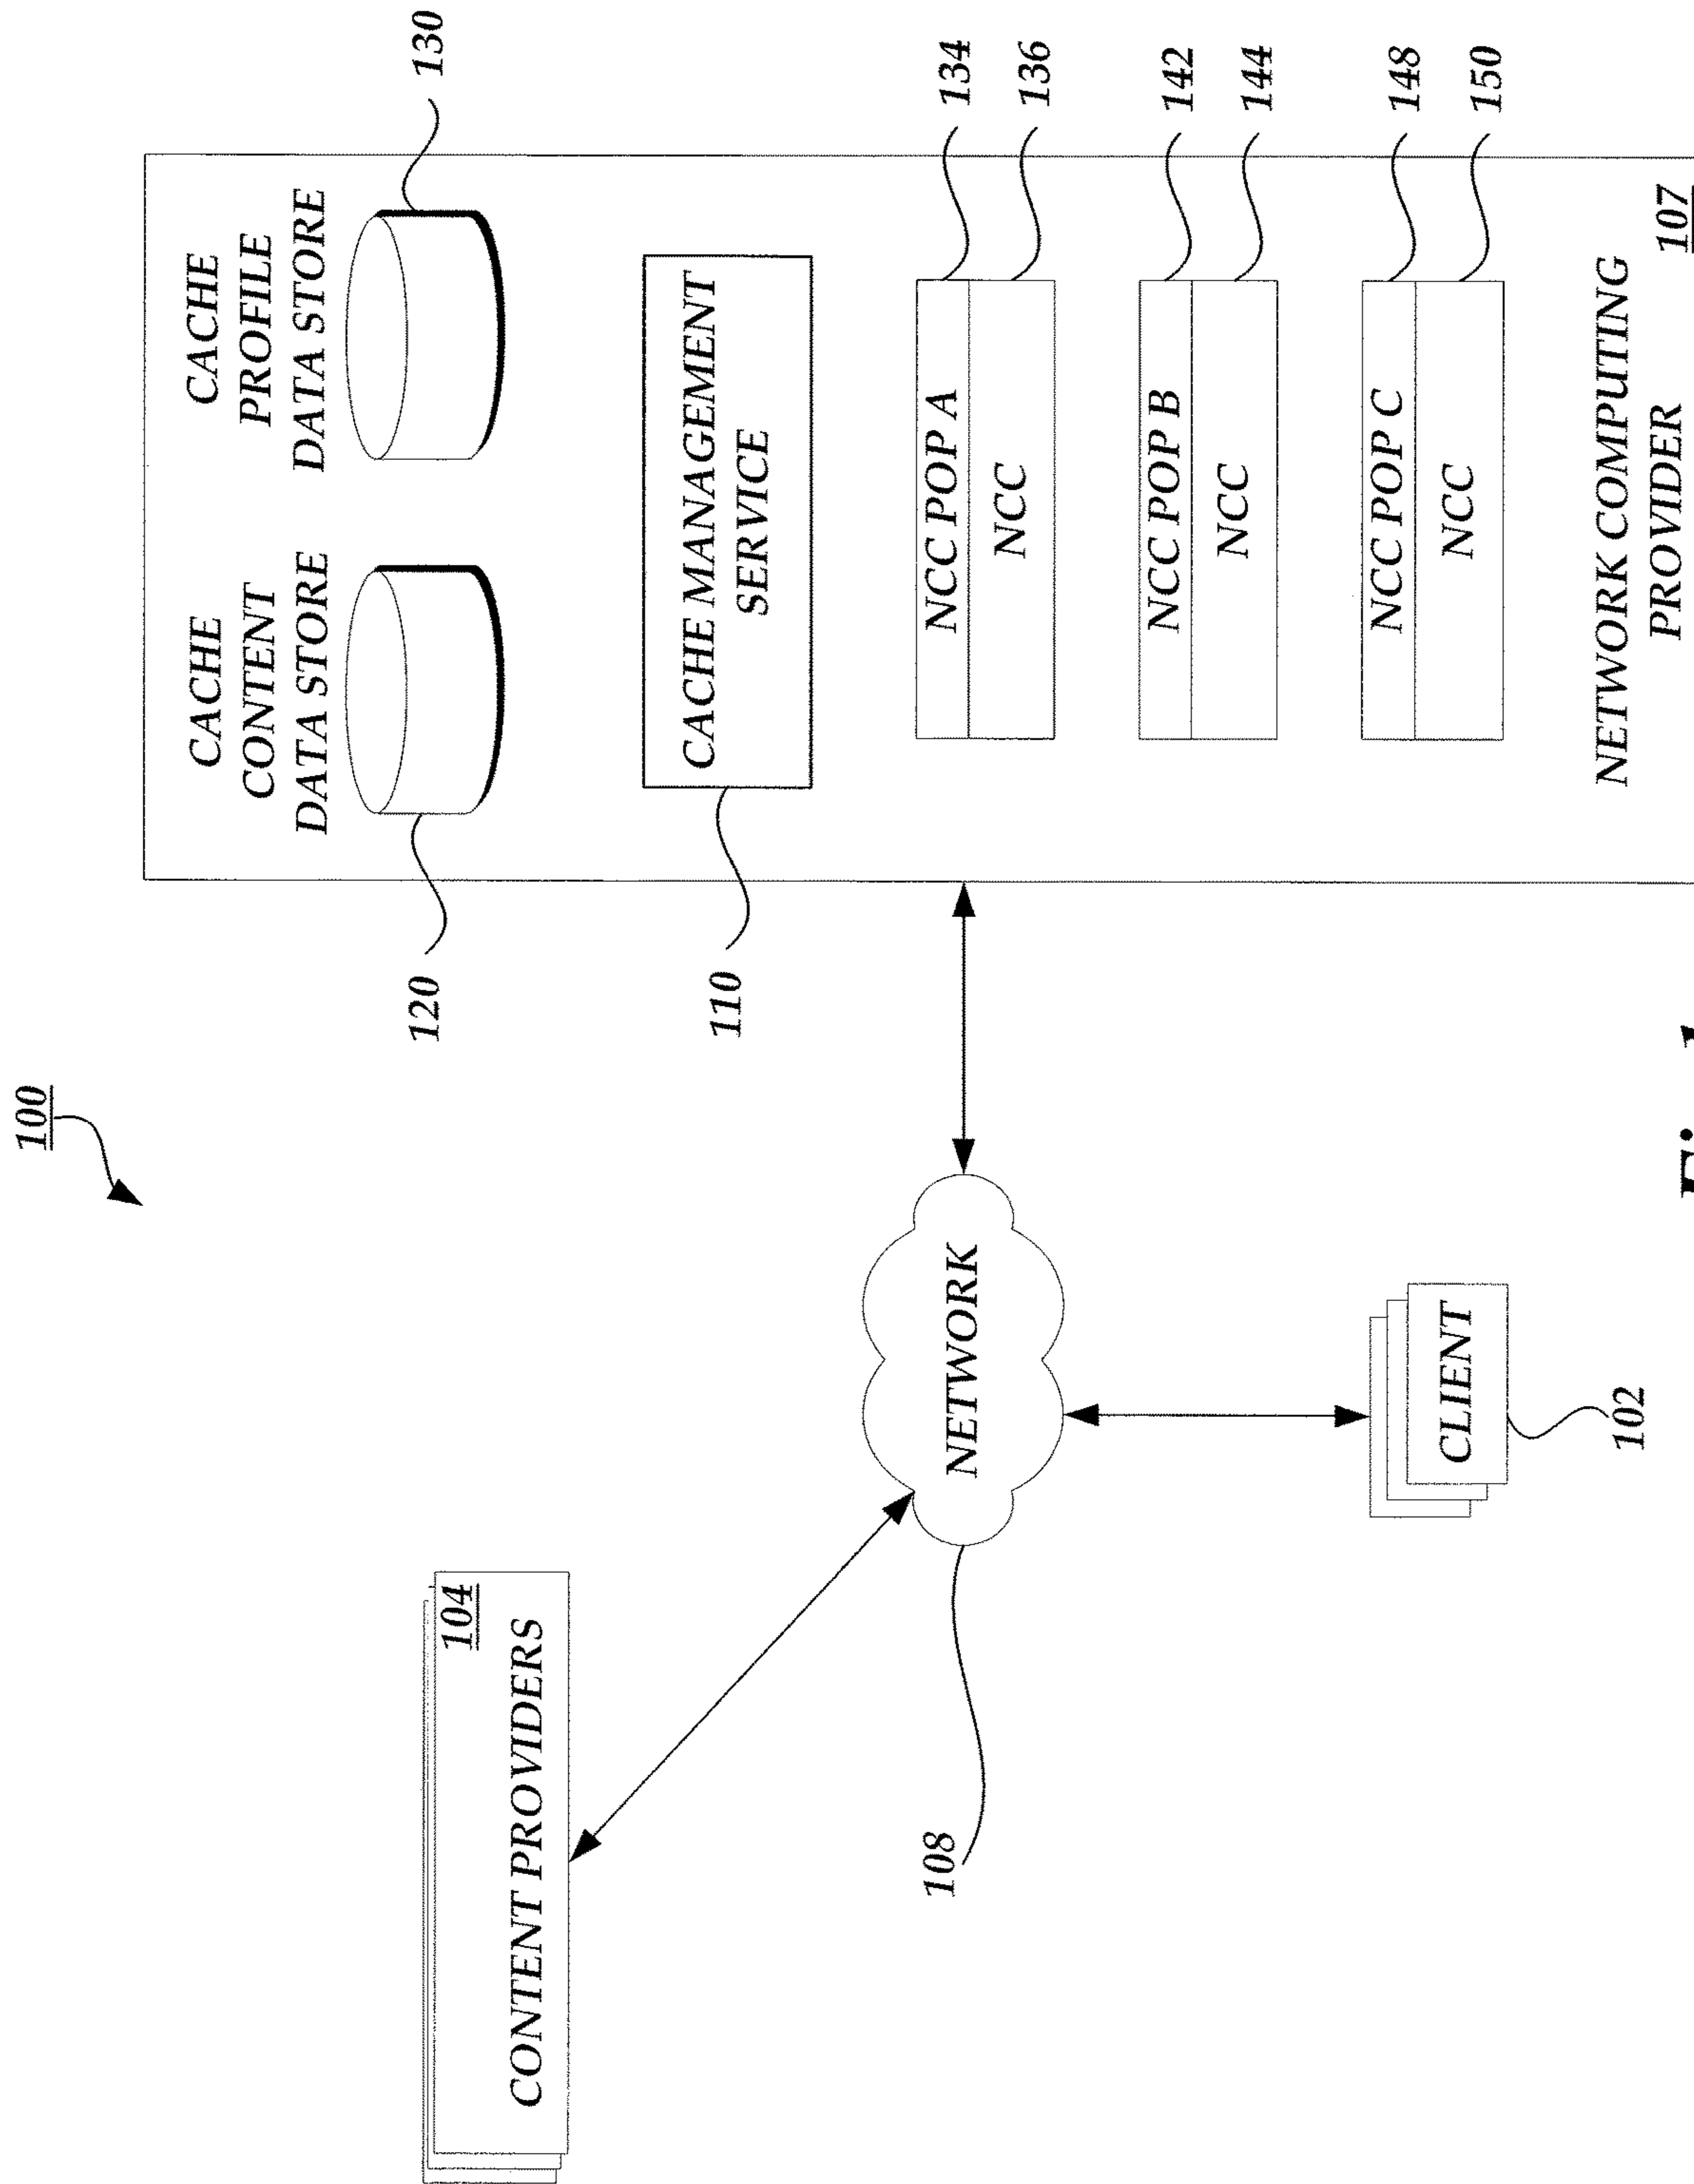 100
CACHE
CONTENT
DATA STORE
CACHE
PROFILE
DATA STORE
120
130
104
CONTENT PROVIDERS
CACHE MANAGEMENT
SERVICE
110
108
NETWORK
NCC POP A
134
NCC
136
NCC POP B
142
NCC
144
CLIENT
102
NCC POP C
148
NCC
150
NETWORK COMPUTING
PROVIDER
107